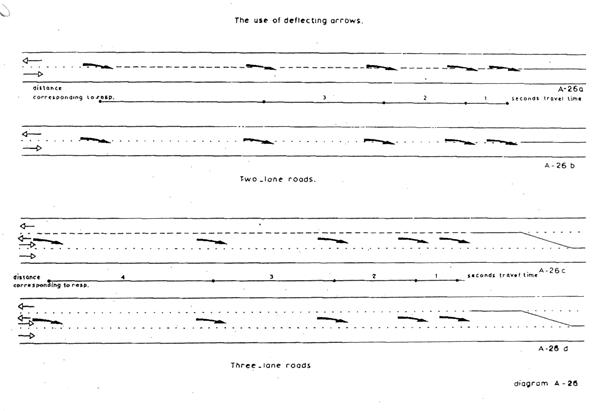 The use of deflecting arrows.
A-26a
distance
corresponding to resp. 3 2 1 seconds travel time
A-26 b
Two-lane roads.
A-26c
distance 4 3 2 1 seconds travel time
corresponding to resp.
A-26 d
Three-lane roads
diagram A-26